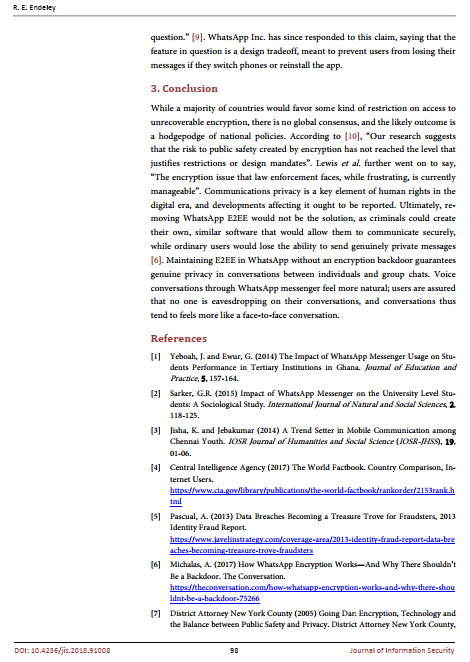 R. E. Endeley
question.” [9]. WhatsApp Inc. has since responded to this claim, saying that the
feature in question is a design tradeoff, meant to prevent users from losing their
messages if they switch phones or reinstall the app.
3. Conclusion
While a majority of countries would favor some kind of restriction on access to
unrecoverable encryption, there is no global consensus, and the likely outcome is
a hodgepodge of national policies. According to [10], “Our research suggests
that the risk to public safety created by encryption has not reached the level that
justifies restrictions or design mandates”. Lewis et al. further went on to say,
“The encryption issue that law enforcement faces, while frustrating, is currently
manageable”. Communications privacy is a key element of human rights in the
digital era, and developments affecting it ought to be reported. Ultimately, re-
moving WhatsApp E2EE would not be the solution, as criminals could create
their own, similar software that would allow them to communicate securely,
while ordinary users would lose the ability to send genuinely private messages
[6]. Maintaining E2EE in WhatsApp without an encryption backdoor guarantees
genuine privacy in conversations between individuals and group chats. Voice
conversations through WhatsApp messenger feel more natural; users are assured
that no one is eavesdropping on their conversations, and conversations thus
tend to feels more like a face-to-face conversation.
References
[1] Yeboah, J. and Ewur, G. (2014) The Impact of WhatsApp Messenger Usage on Stu-
dents Performance in Tertiary Institutions in Ghana. Journal of Education and
Practice, 5, 157-164.
[2] Sarker, G.R. (2015) Impact of WhatsApp Messenger on the University Level Stu-
dents: A Sociological Study. International Journal of Natural and Social Sciences, 2,
118-125.
[3] Jisha, K. and Jebakumar (2014) A Trend Setter in Mobile Communication among
Chennai Youth. IOSR Journal of Humanities and Social Science (IOSR-JHSS), 19,
01-06.
[4] Central Intelligence Agency (2017) The World Factbook. Country Comparison, In-
ternet Users.
https://www.cia.gov/library/publications/the-world-factbook/rankorder/2153rank.h
tml
[5] Pascual, A. (2013) Data Breaches Becoming a Treasure Trove for Fraudsters, 2013
Identity Fraud Report.
https://www.javelinstrategy.com/coverage-area/2013-identity-fraud-report-data-bre
aches-becoming-treasure-trove-fraudsters
[6] Michalas, A. (2017) How WhatsApp Encryption Works—And Why There Shouldn’t
Be a Backdoor. The Conversation.
https://theconversation.com/how-whatsapp-encryption-works-and-why-there-shou
ldnt-be-a-backdoor-75266
[7] District Attorney New York County (2005) Going Dar: Encryption, Technology and
the Balance between Public Safety and Privacy. District Attorney New York County,
DOI: 10.4236/jis.2018.91008 98 Journal of Information Security